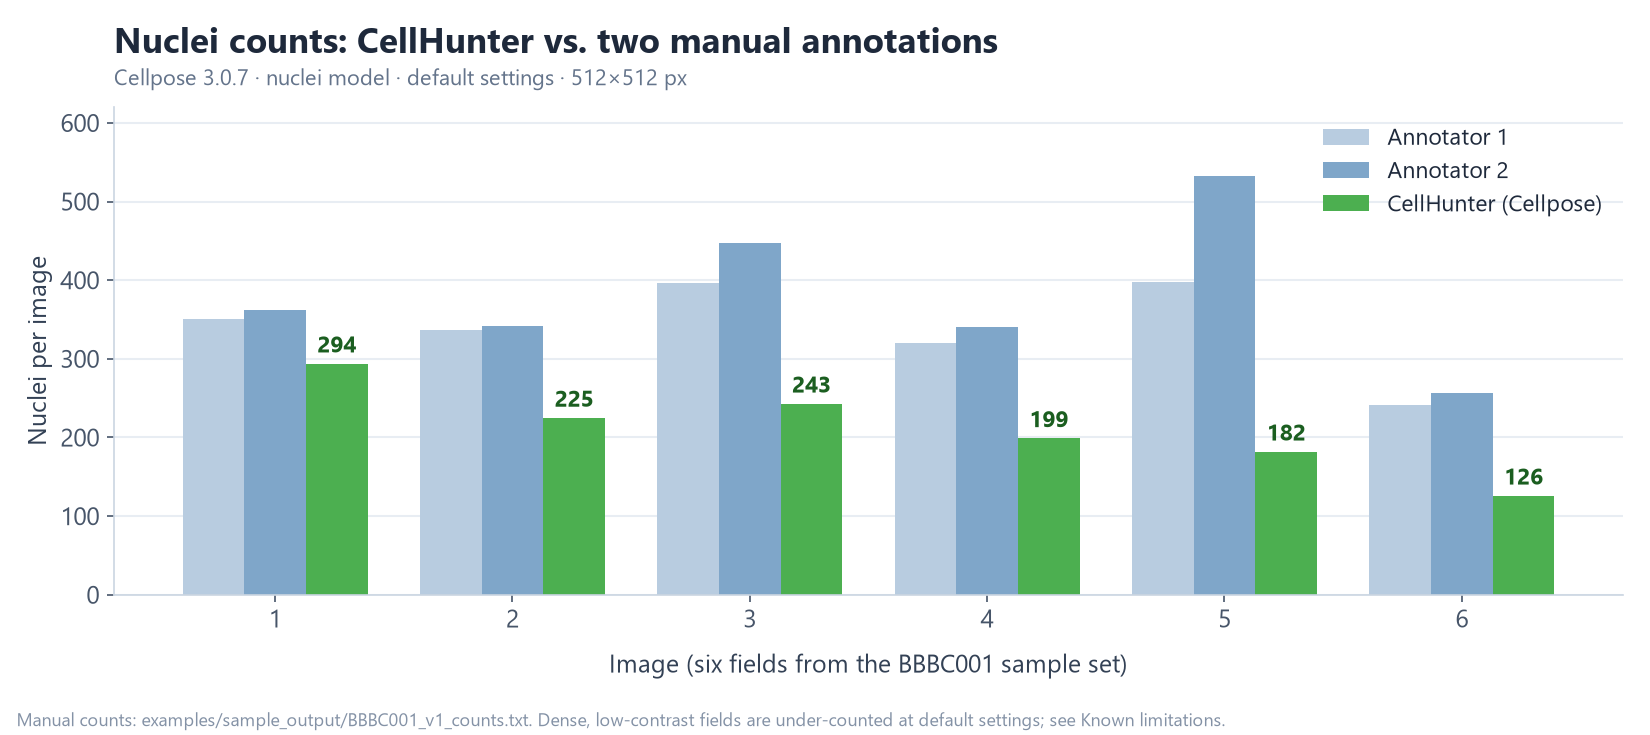 Nuclei counts: CellHunter vs. two manual annotations
Cellpose 3.0.7 · nuclei model · default settings · 512×512 px
Nuclei per image
600
500
400
300
200
100
0
Annotator 1
Annotator 2
CellHunter (Cellpose)
294
225
243
199
182
126
1
2
3
4
5
6
Image (six fields from the BBBC001 sample set)
Manual counts: examples/sample_output/BBBC001_v1_counts.txt. Dense, low-contrast fields are under-counted at default settings; see Known limitations.